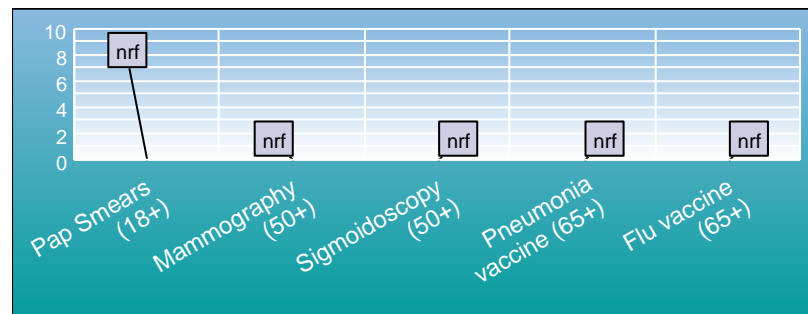 10
8
6
4
2
0
nrf
nrf
nrf
nrf
nrf
Pap Smears
(18+)
Mammography
(50+)
Sigmoidoscopy
(50+)
Pneumonia
vaccine (65+)
Flu vaccine
(65+)